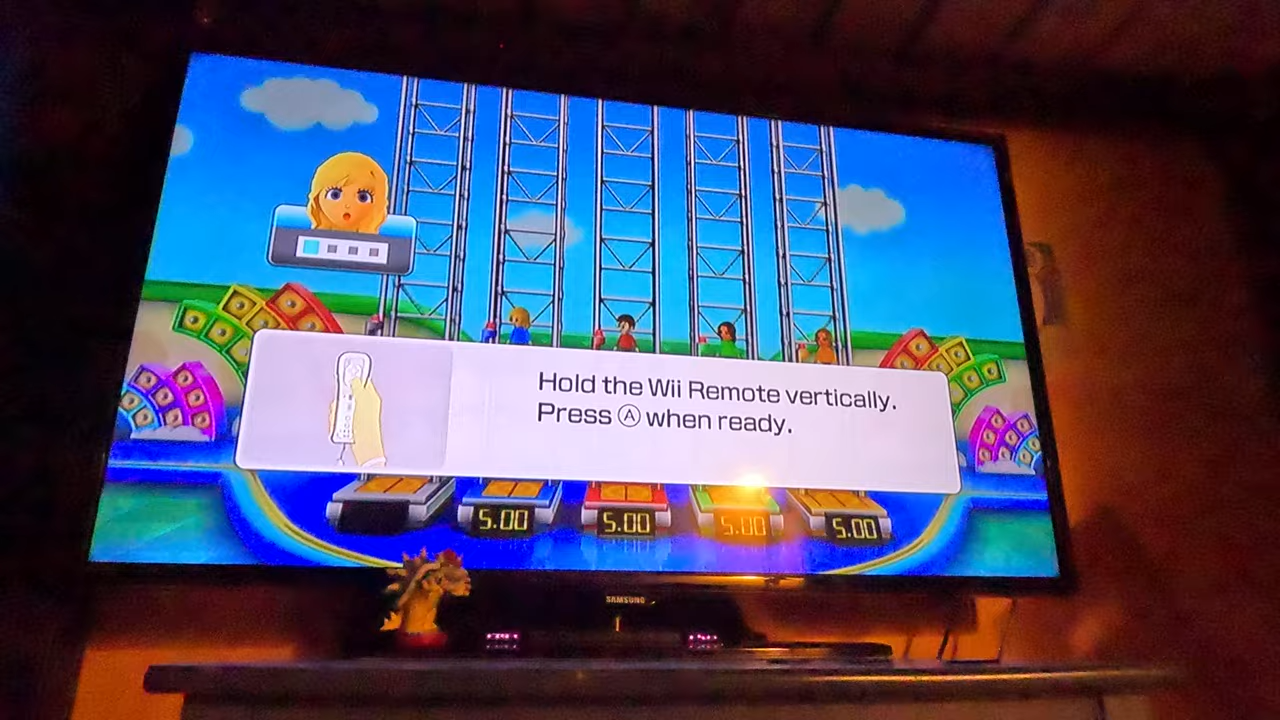 Hold the Wii Remote vertically.
Press Ⓐ when ready.
5.00
5.00
5.00
5.00
SAMSUNG